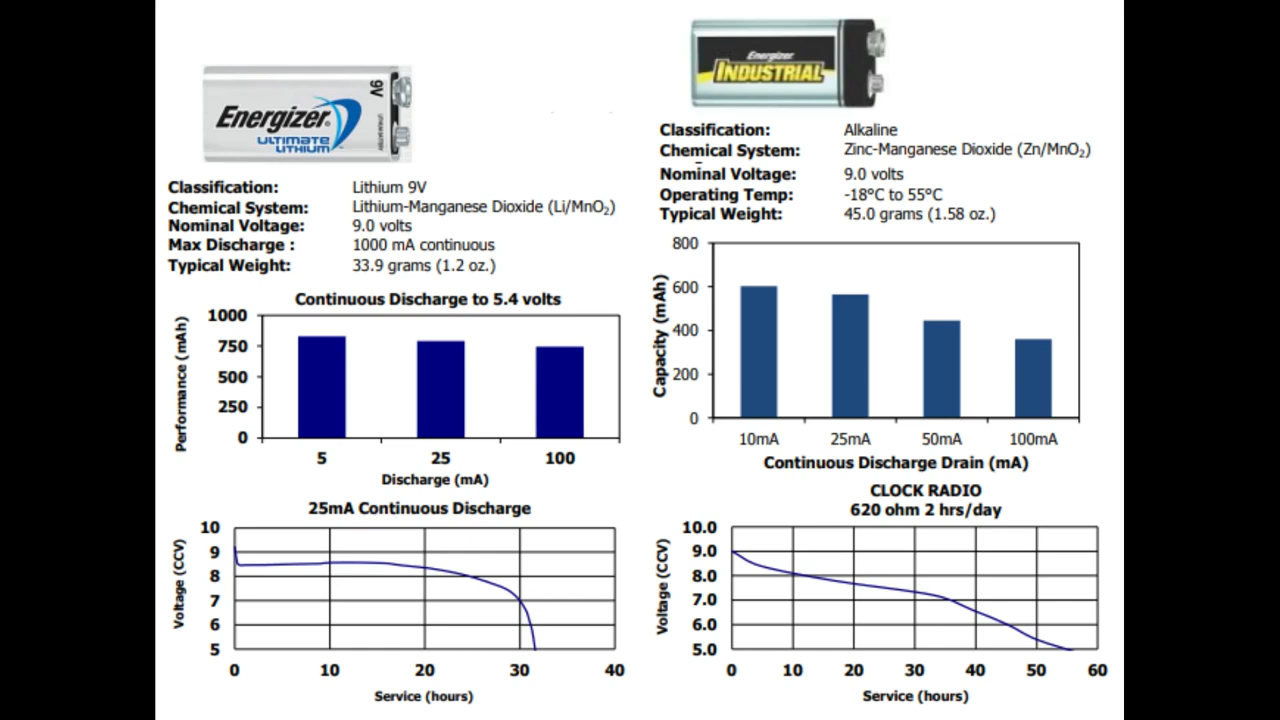 9V
Energizer
ULTIMATE
LITHIUM
Classification: Lithium 9V
Chemical System: Lithium-Manganese Dioxide (Li/MnO₂)
Nominal Voltage: 9.0 volts
Max Discharge : 1000 mA continuous
Typical Weight: 33.9 grams (1.2 oz.)
Continuous Discharge to 5.4 volts
Performance (mAh)
1000
750
500
250
0
5 25 100
Discharge (mA)
25mA Continuous Discharge
Voltage (CCV)
10
9
8
7
6
5
0 10 20 30 40
Service (hours)
Energizer
INDUSTRIAL
Classification: Alkaline
Chemical System: Zinc-Manganese Dioxide (Zn/MnO₂)
Nominal Voltage: 9.0 volts
Operating Temp: -18°C to 55°C
Typical Weight: 45.0 grams (1.58 oz.)
Capacity (mAh)
800
600
400
200
0
10mA 25mA 50mA 100mA
Continuous Discharge Drain (mA)
CLOCK RADIO
620 ohm 2 hrs/day
Voltage (CCV)
10.0
9.0
8.0
7.0
6.0
5.0
0 10 20 30 40 50 60
Service (hours)